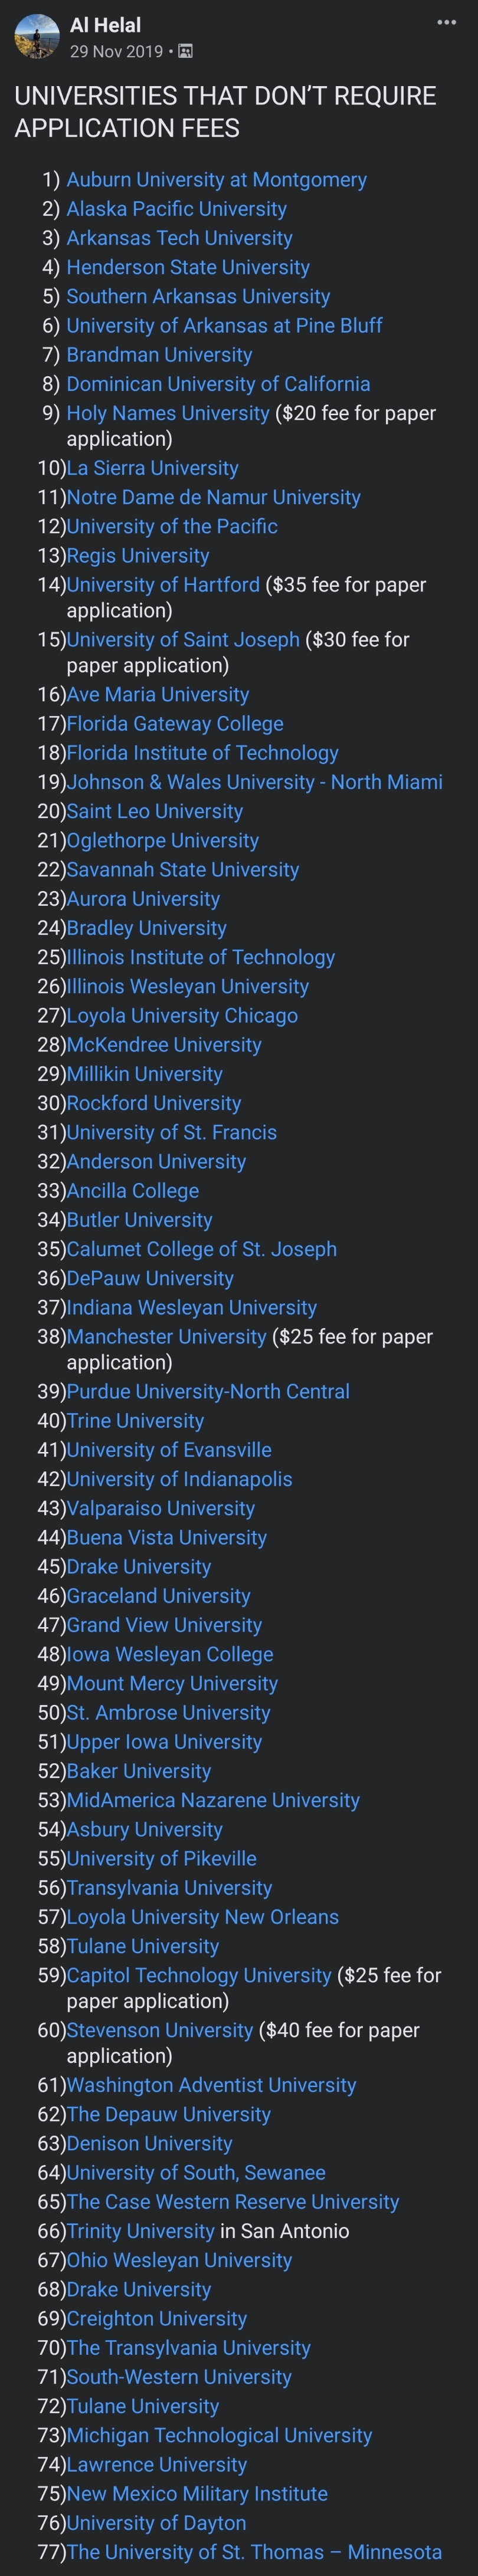 Al Helal
29 Nov 2019 •
UNIVERSITIES THAT DON'T REQUIRE
APPLICATION FEES
1) Auburn University at Montgomery
2) Alaska Pacific University
3) Arkansas Tech University
4) Henderson State University
5) Southern Arkansas University
6) University of Arkansas at Pine Bluff
7) Brandman University
8) Dominican University of California
9) Holy Names University ($20 fee for paper
application)
10)La Sierra University
11)Notre Dame de Namur University
12)University of the Pacific
13)Regis University
14)University of Hartford ($35 fee for paper
application)
15)University of Saint Joseph ($30 fee for
paper application)
16)Ave Maria University
17)Florida Gateway College
18)Florida Institute of Technology
19)Johnson & Wales University - North Miami
20)Saint Leo University
21)Oglethorpe University
22)Savannah State University
23)Aurora University
24)Bradley University
25)Illinois Institute of Technology
26)Illinois Wesleyan University
27)Loyola University Chicago
28)McKendree University
29)Millikin University
30)Rockford University
31)University of St. Francis
32)Anderson University
33)Ancilla College
34)Butler University
35)Calumet College of St. Joseph
36)DePauw University
37)Indiana Wesleyan University
38)Manchester University ($25 fee for paper
application)
39)Purdue University-North Central
40)Trine University
41)University of Evansville
42)University of Indianapolis
43)Valparaiso University
44)Buena Vista University
45)Drake University
46)Graceland University
47)Grand View University
48)Iowa Wesleyan College
49)Mount Mercy University
50)St. Ambrose University
51)Upper Iowa University
52)Baker University
53)MidAmerica Nazarene University
54)Asbury University
55)University of Pikeville
56)Transylvania University
57)Loyola University New Orleans
58)Tulane University
59)Capitol Technology University ($25 fee for
paper application)
60)Stevenson University ($40 fee for paper
application)
61)Washington Adventist University
62)The Depauw University
63)Denison University
64)University of South, Sewanee
65)The Case Western Reserve University
66)Trinity University in San Antonio
67)Ohio Wesleyan University
68)Drake University
69)Creighton University
70)The Transylvania University
71)South-Western University
72)Tulane University
73)Michigan Technological University
74)Lawrence University
75)New Mexico Military Institute
76)University of Dayton
77)The University of St. Thomas – Minnesota